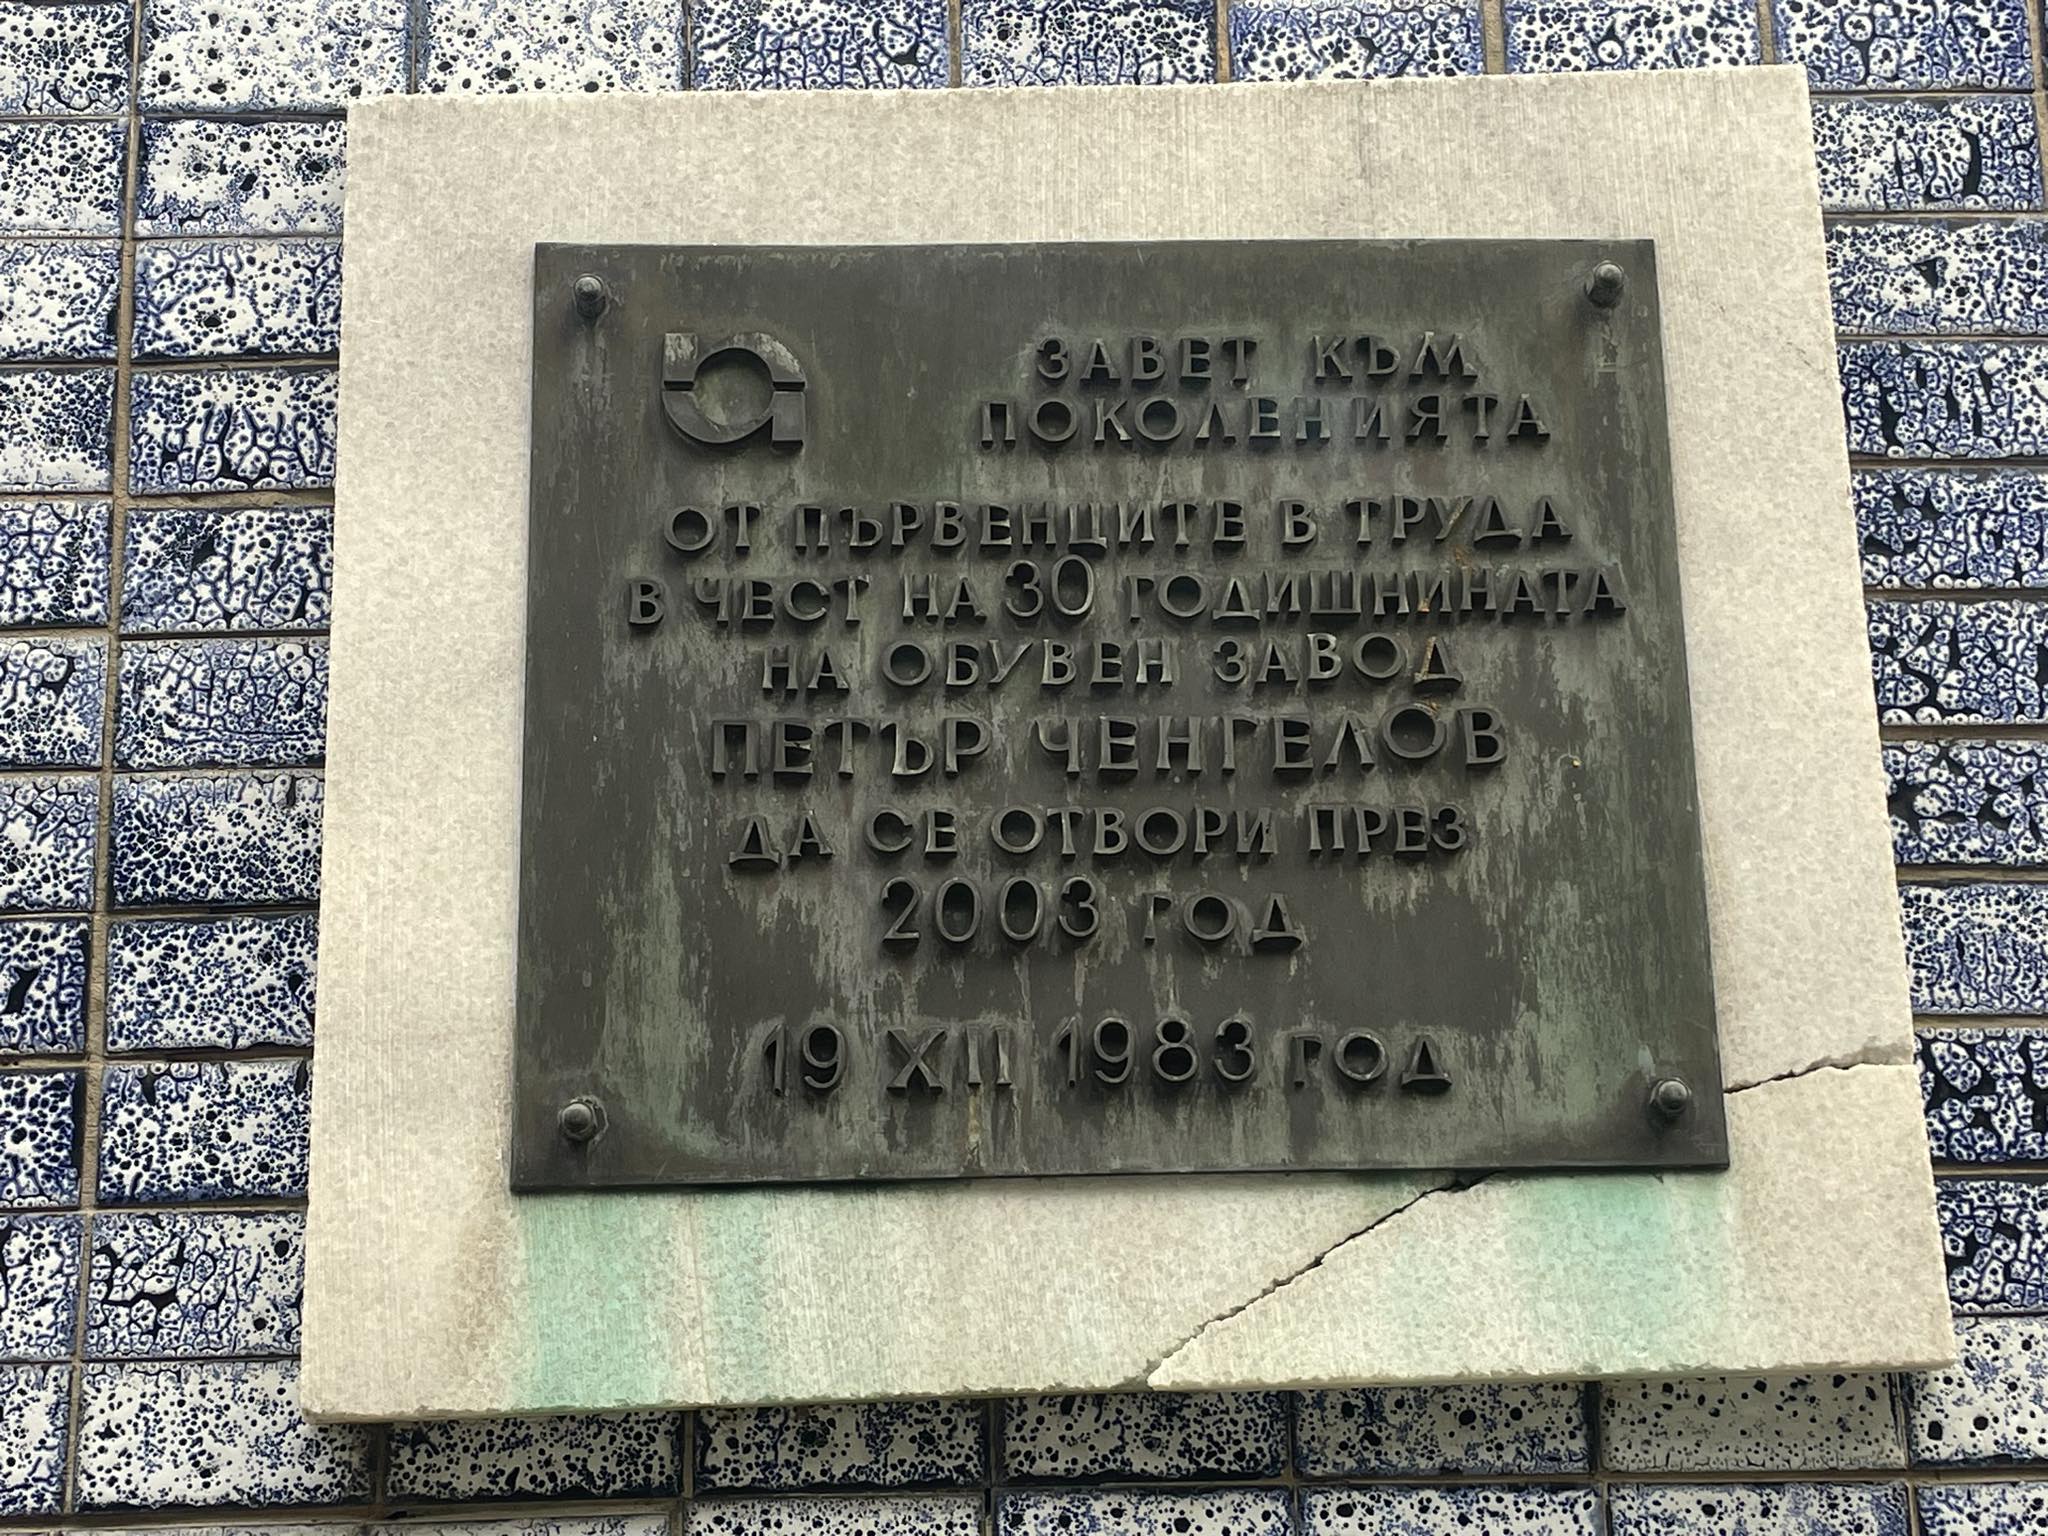 ЗАВЕТ КЪМ
ПОКОЛЕНИЯТА
ОТ ПЪРВЕНЦИТЕ В ТРУДА
В ЧЕСТ НА 30 ГОДИШНИНАТА
НА ОБУВЕН ЗАВОД
ПЕТЪР ЧЕНГЕЛОВ
ДА СЕ ОТВОРИ ПРЕЗ
2003 ГОД
19 XII 1983 ГОД